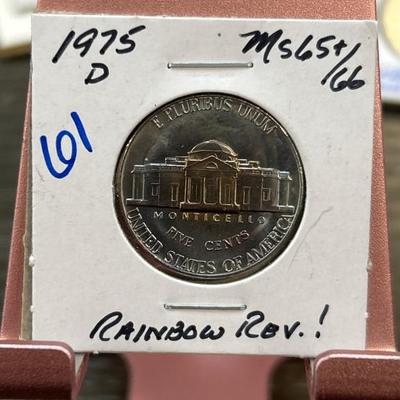 1975
D
MS65+/66
61
E PLURIBUS UNUM
MONTICELLO
FIVE CENTS
UNITED STATES OF AMERICA
RAINBOW REV.!